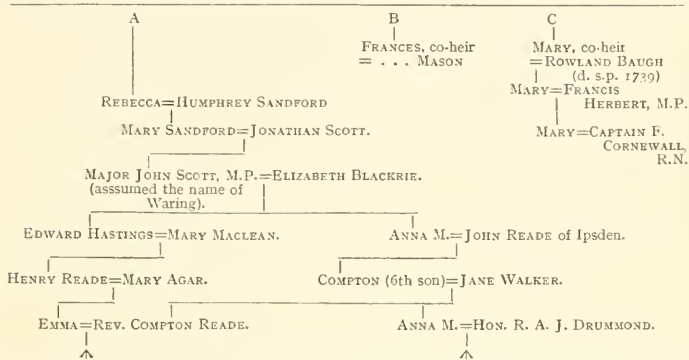 A B C
FRANCES, co-heir
= . . . MASON
MARY, co-heir
=ROWLAND BAUGH
(d. s.p. 1739)
MARY=FRANCIS
HERBERT, M.P.
MARY=CAPTAIN F.
CORNEWALL,
R.N.
REBECCA=HUMPHREY SANDFORD
MARY SANDFORD=JONATHAN SCOTT.
MAJOR JOHN SCOTT, M.P.=ELIZABETH BLACKRIE.
(asssumed the name of
Waring).
EDWARD HASTINGS=MARY MACLEAN. ANNA M.=JOHN READE of Ipsden.
HENRY READE=MARY AGAR. COMPTON (6th son)=JANE WALKER.
EMMA=REV. COMPTON READE. ANNA M.=HON. R. A. J. DRUMMOND.